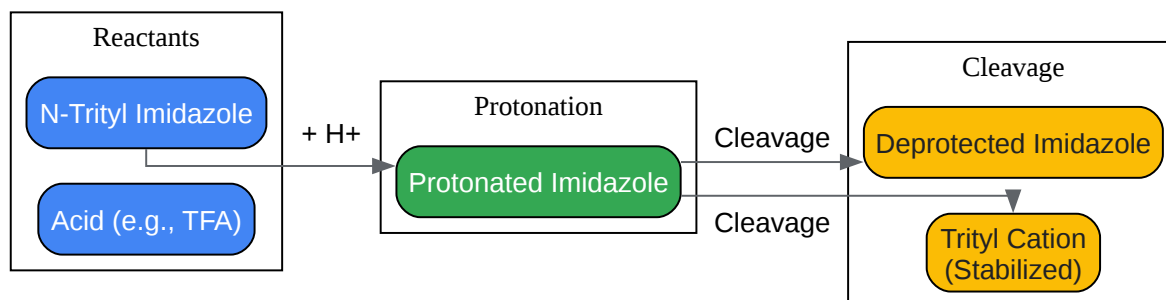 Reactants
N-Trityl Imidazole
Acid (e.g., TFA)
+ H+
Protonation
Protonated Imidazole
Cleavage
Cleavage
Cleavage
Deprotected Imidazole
Trityl Cation
(Stabilized)